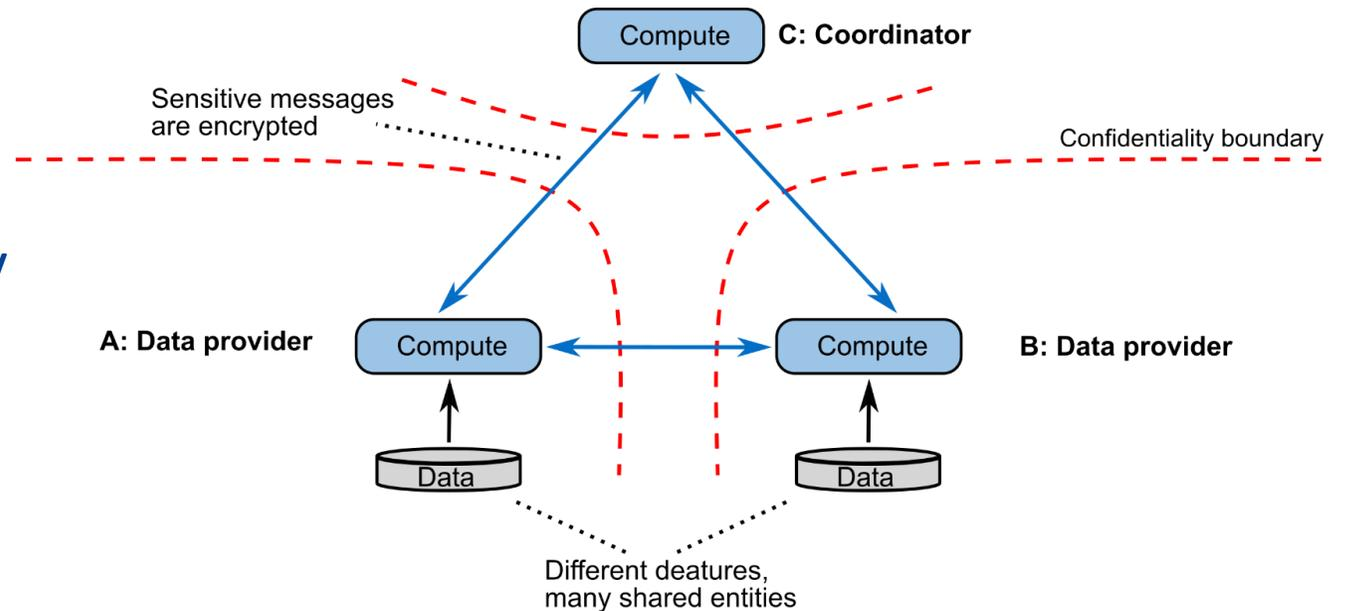 Compute
C: Coordinator
Sensitive messages
are encrypted
Confidentiality boundary
A: Data provider
Compute
Compute
B: Data provider
Data
Data
Different deatures,
many shared entities